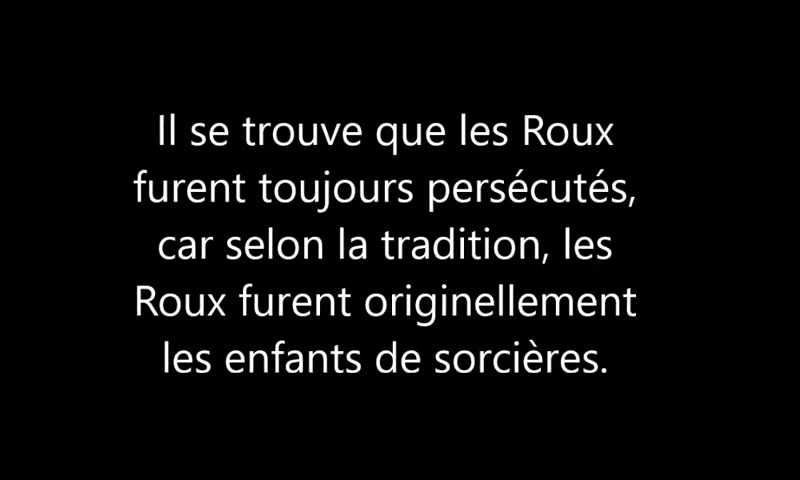 Il se trouve que les Roux
furent toujours persécutés,
car selon la tradition, les
Roux furent originellement
les enfants de sorcières.